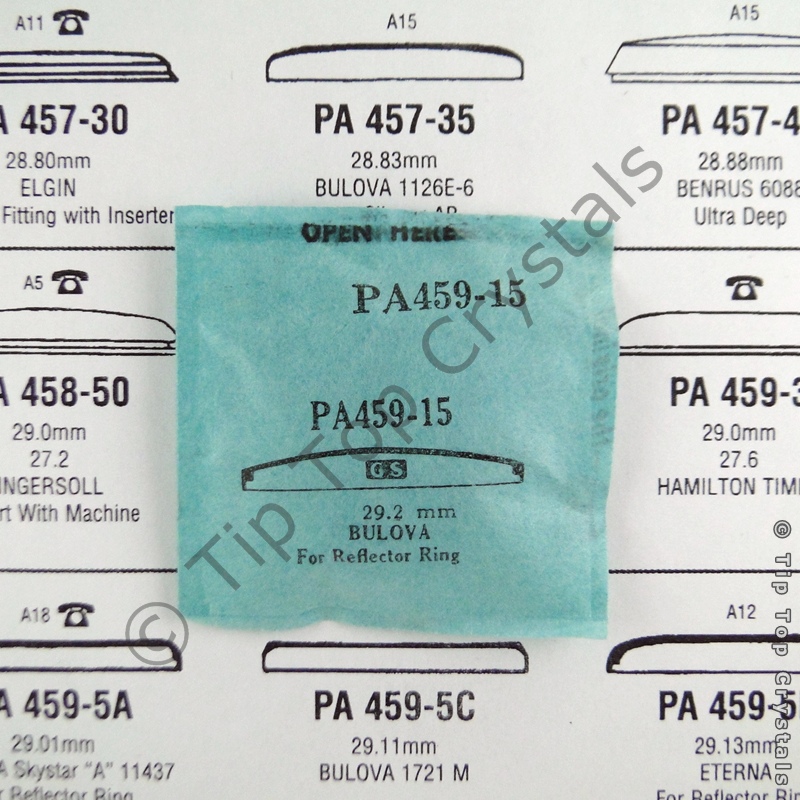 A11
A15
A15
PA 457-30
PA 457-35
PA 457-4
28.80mm
28.83mm
28.88mm
ELGIN
BULOVA 1126E-6
BENRUS 6088
Fitting with Inserter
Ultra Deep
OPEN HERE
PA459-15
A5
PA459-15
GS
29.2 mm
BULOVA
For Reflector Ring
A 458-50
29.0mm
27.2
INGERSOLL
rt With Machine
PA 459-3
29.0mm
27.6
HAMILTON TIM
A18
A12
A 459-5A
PA 459-5C
PA 459-5
29.01mm
29.11mm
29.13mm
A Skystar "A" 11437
BULOVA 1721 M
ETERNA
r Reflector Ring
For Reflector Rin
© Tip Top Crystals
© Tip Top Crystals